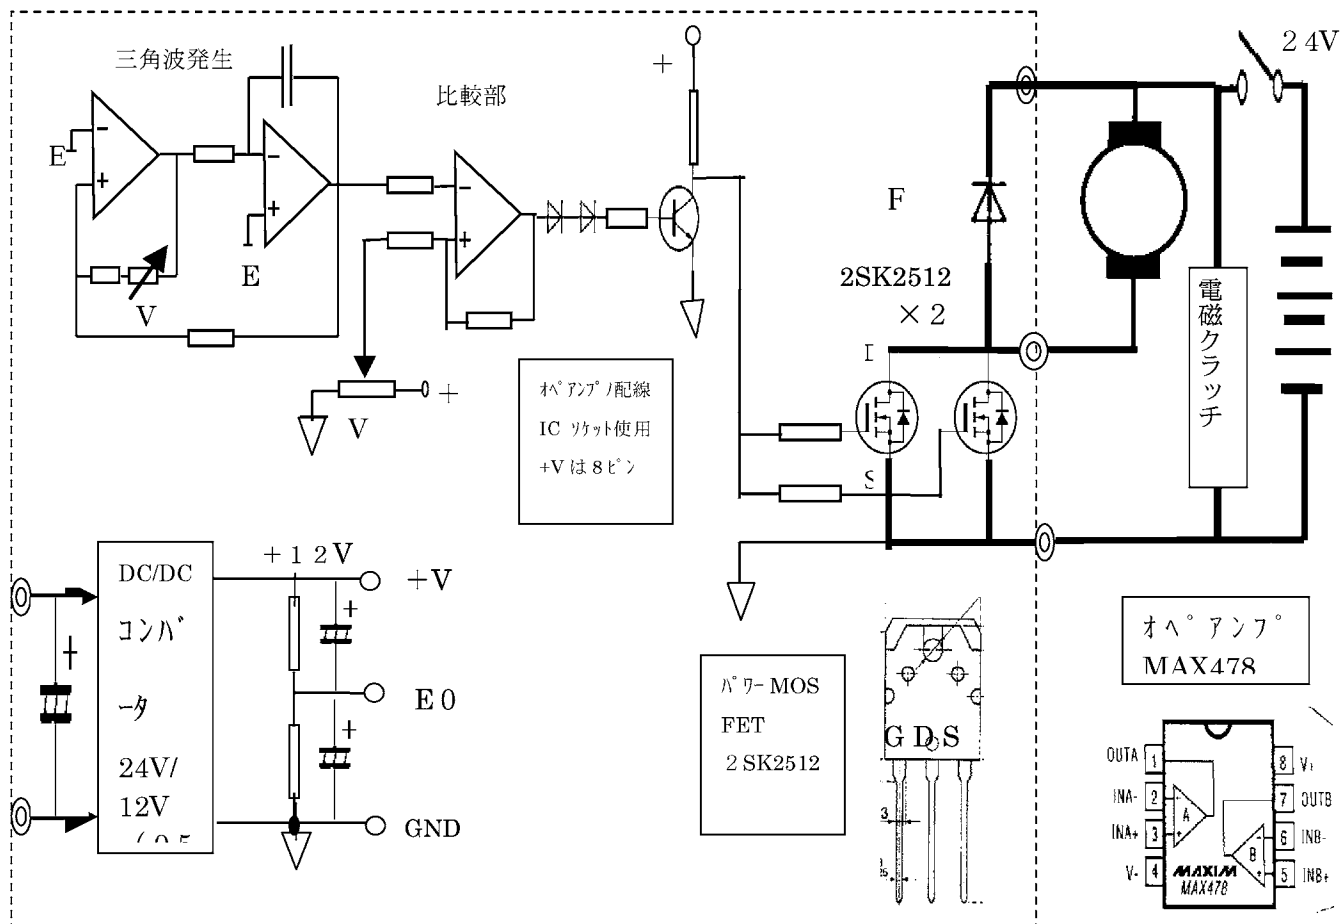 三角波発生
比較部
+
２４V
E
E
V
V
+
F
2SK2512
×２
電磁クラッチ
S
ｵﾍﾟｱﾝﾌﾟﾉ配線
IC ｿｹｯﾄ使用
+Vは８ﾋﾟﾝ
DC/DC
ｺﾝﾊﾞ
ｰﾀ
24V/
12V
＋１２V
+V
+
E０
+
+
GND
ﾊﾟﾜｰMOS
FET
２SK2512
G D S
3
ｵﾍﾟｱﾝﾌﾟ
MAX478
OUTA 1
INA- 2
INA+ 3
V- 4
8 V+
7 OUTB
6 INB-
5 INB+
A
B
MAXIM
MAX478